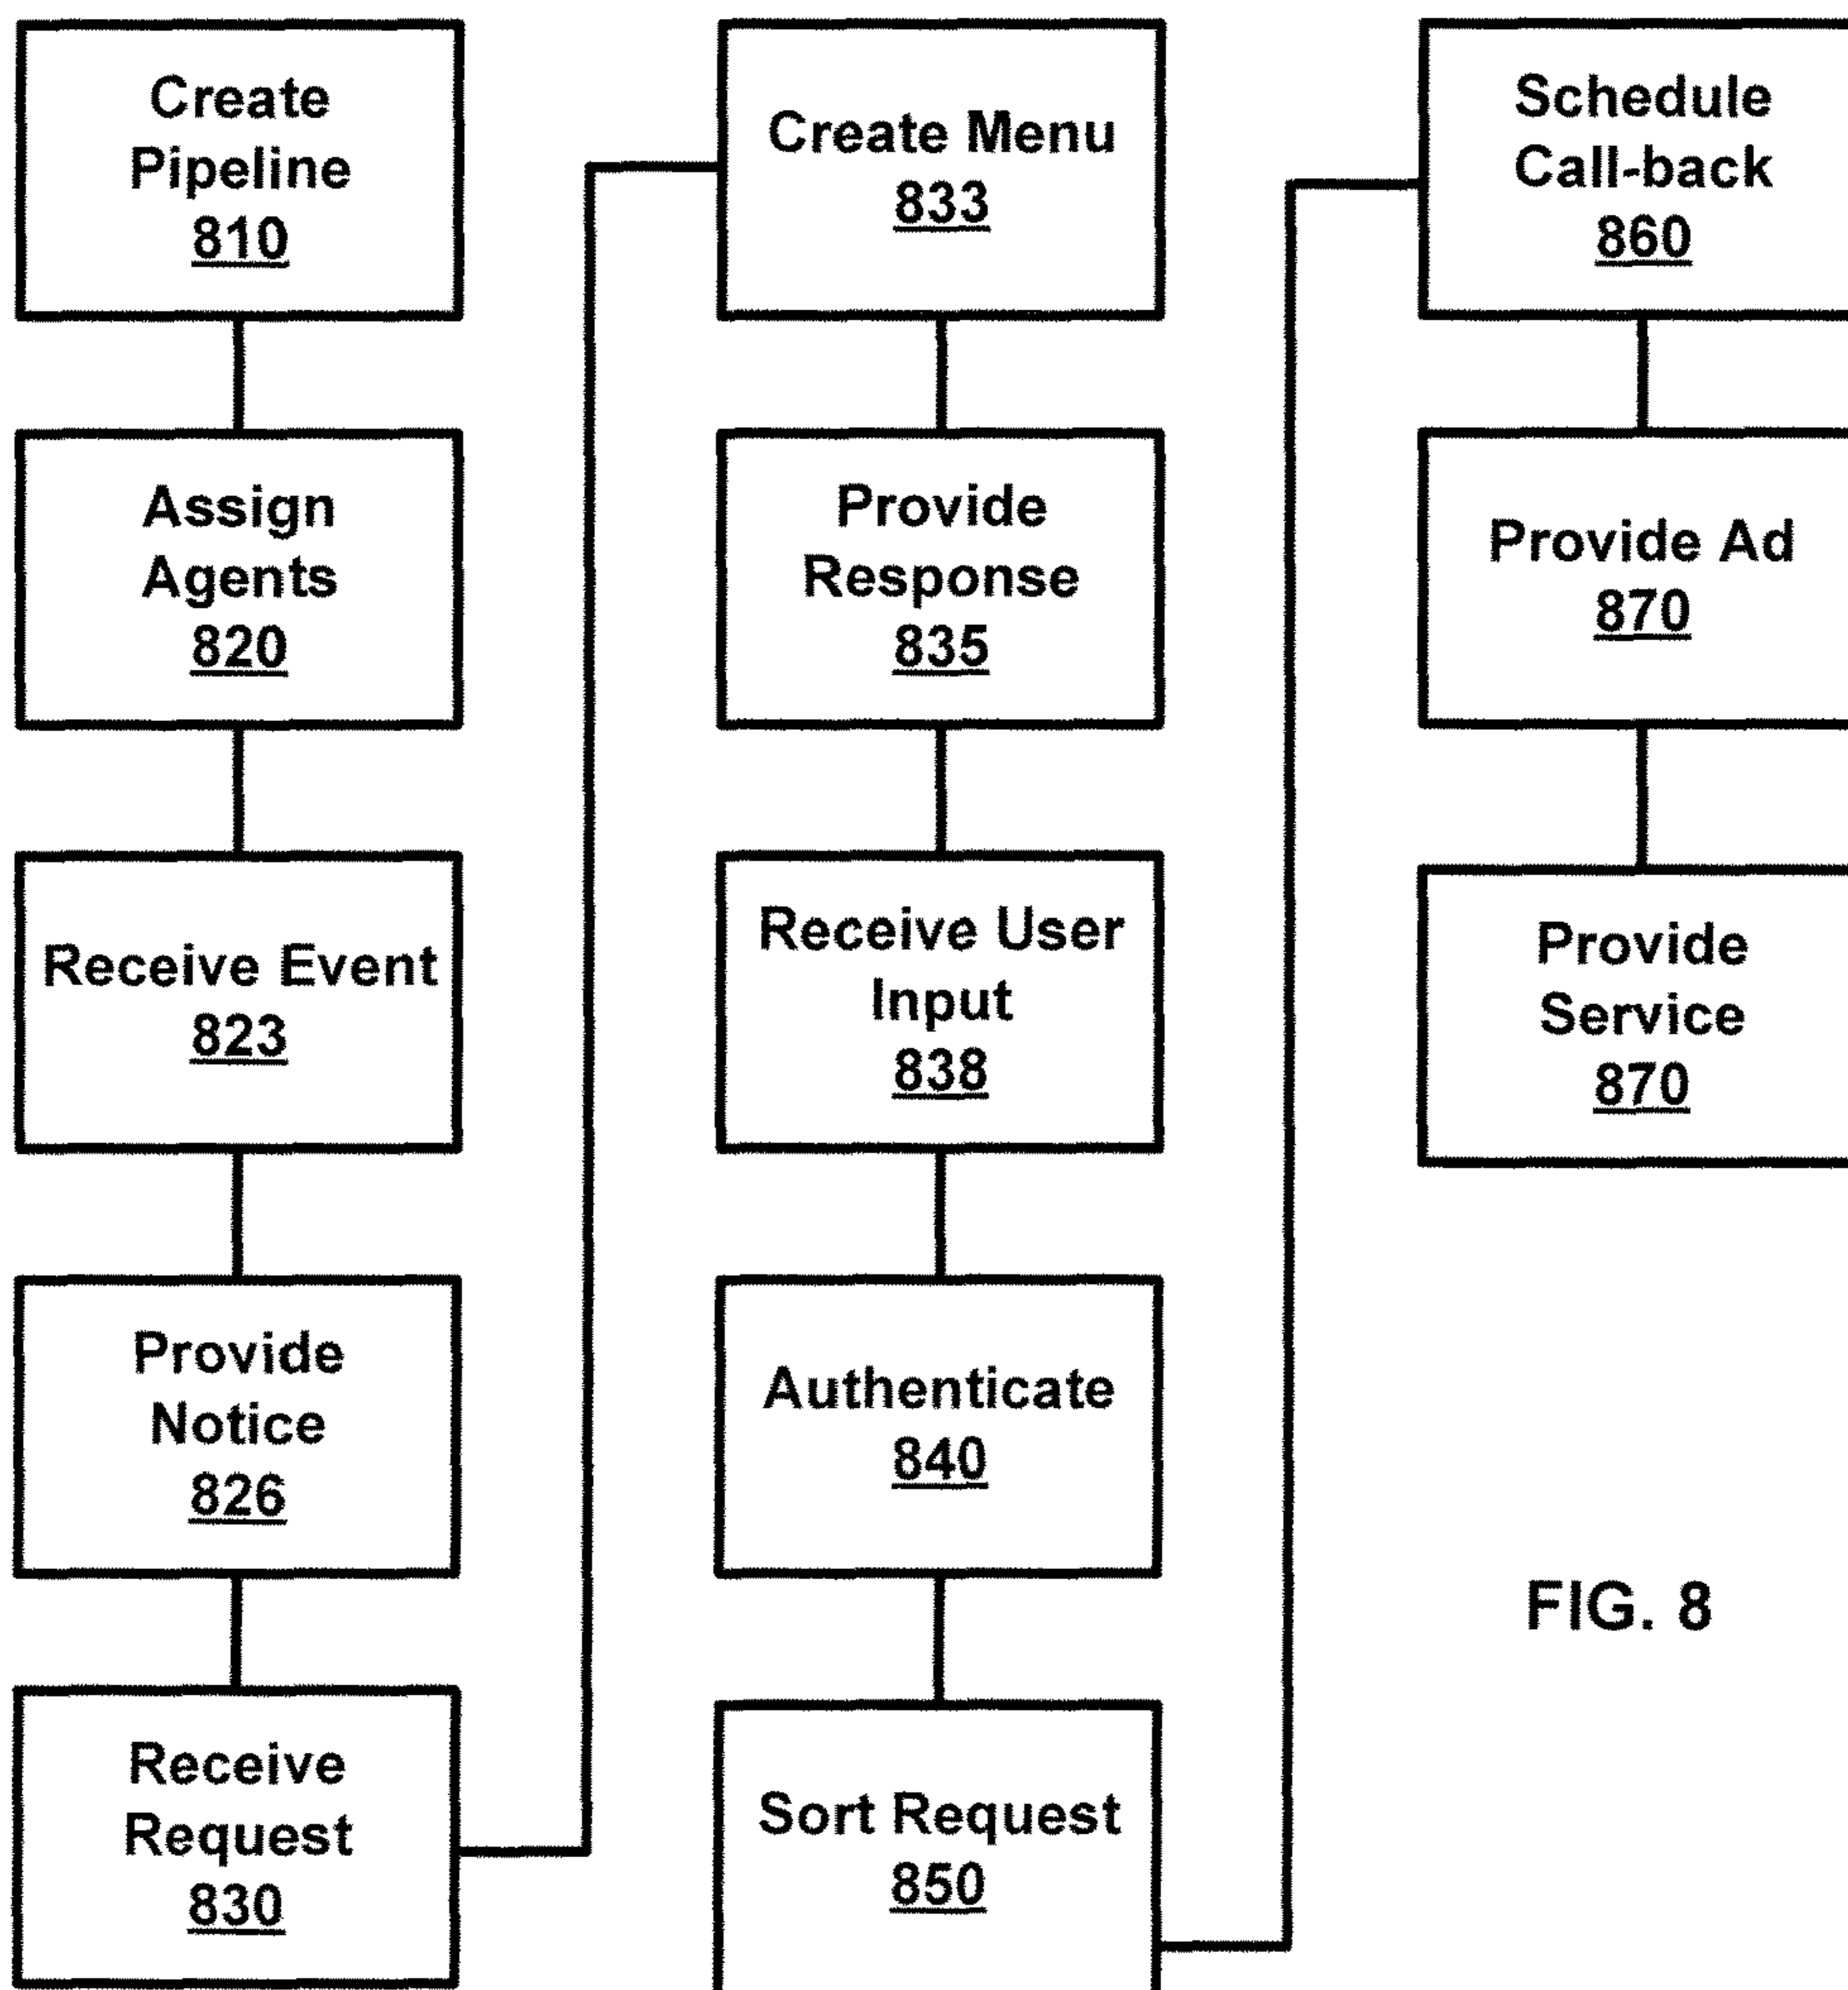 Create
Pipeline
810
Assign
Agents
820
Receive Event
823
Provide
Notice
826
Receive
Request
830
Create Menu
833
Provide
Response
835
Receive User
Input
838
Authenticate
840
Sort Request
850
Schedule
Call-back
860
Provide Ad
870
Provide
Service
870
FIG. 8